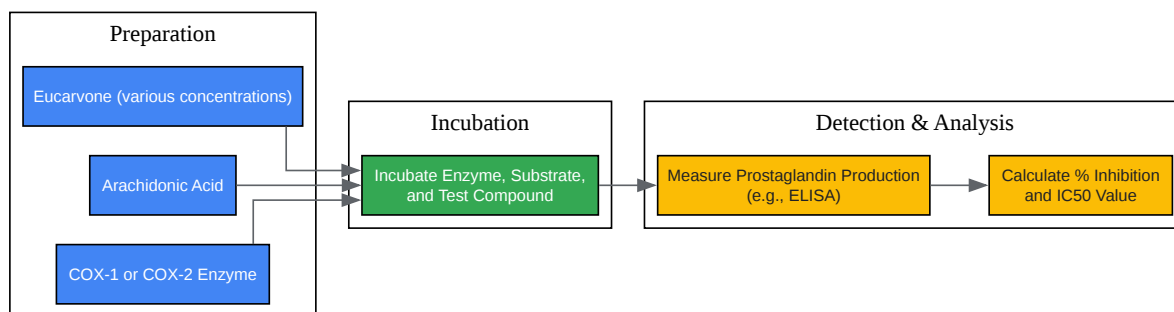 Preparation
Eucarvone (various concentrations)
Arachidonic Acid
COX-1 or COX-2 Enzyme
Incubation
Incubate Enzyme, Substrate,
and Test Compound
Detection & Analysis
Measure Prostaglandin Production
(e.g., ELISA)
Calculate % Inhibition
and IC50 Value